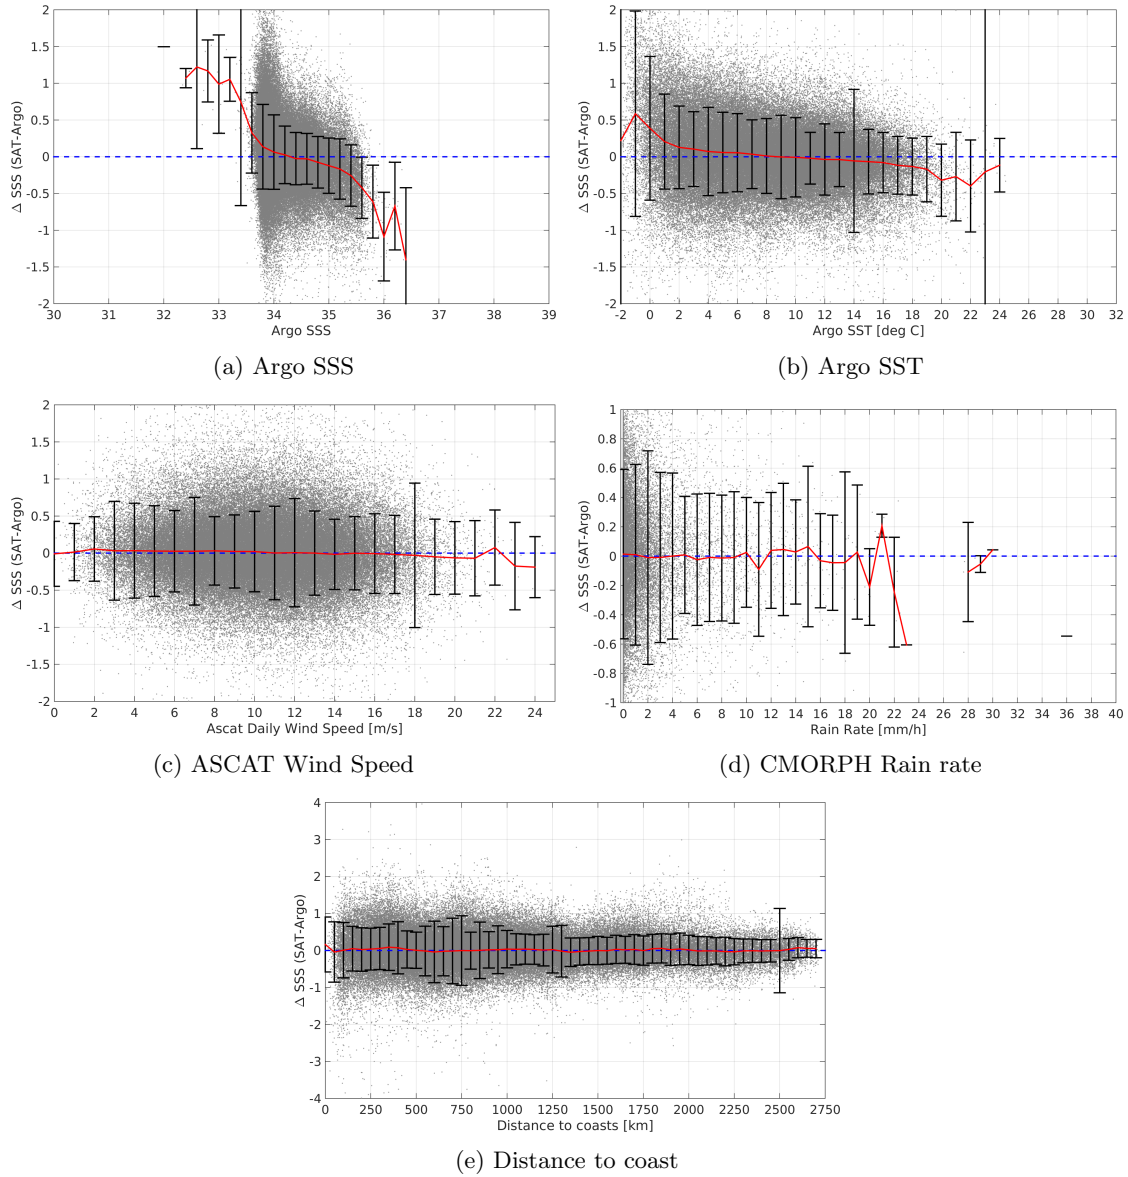 2
1.5
1
0.5
0
-0.5
-1
-1.5
-2
Δ SSS (SAT-Argo)
30 31 32 33 34 35 36 37 38 39
Argo SSS
(a) Argo SSS
2
1.5
1
0.5
0
-0.5
-1
-1.5
-2
Δ SSS (SAT-Argo)
-2 0 2 4 6 8 10 12 14 16 18 20 22 24 26 28 30 32
Argo SST [deg C]
(b) Argo SST
2
1.5
1
0.5
0
-0.5
-1
-1.5
-2
Δ SSS (SAT-Argo)
0 2 4 6 8 10 12 14 16 18 20 22 24
Ascat Daily Wind Speed [m/s]
(c) ASCAT Wind Speed
1
0.8
0.6
0.4
0.2
0
-0.2
-0.4
-0.6
-0.8
-1
Δ SSS (SAT-Argo)
0 2 4 6 8 10 12 14 16 18 20 22 24 26 28 30 32 34 36 38 40
Rain Rate [mm/h]
(d) CMORPH Rain rate
4
3
2
1
0
-1
-2
-3
-4
Δ SSS (SAT-Argo)
0 250 500 750 1000 1250 1500 1750 2000 2250 2500 2750
Distance to coasts [km]
(e) Distance to coast